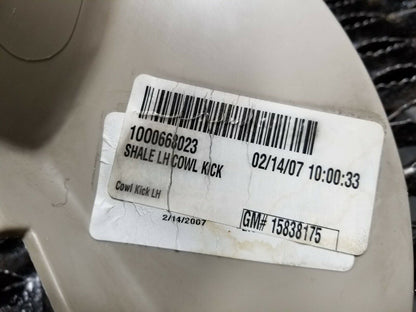 1000668023
SHALE LH COWL KICK
02/14/07 10:00:33
Cowl Kick LH
GM# 15838175
2/14/2007